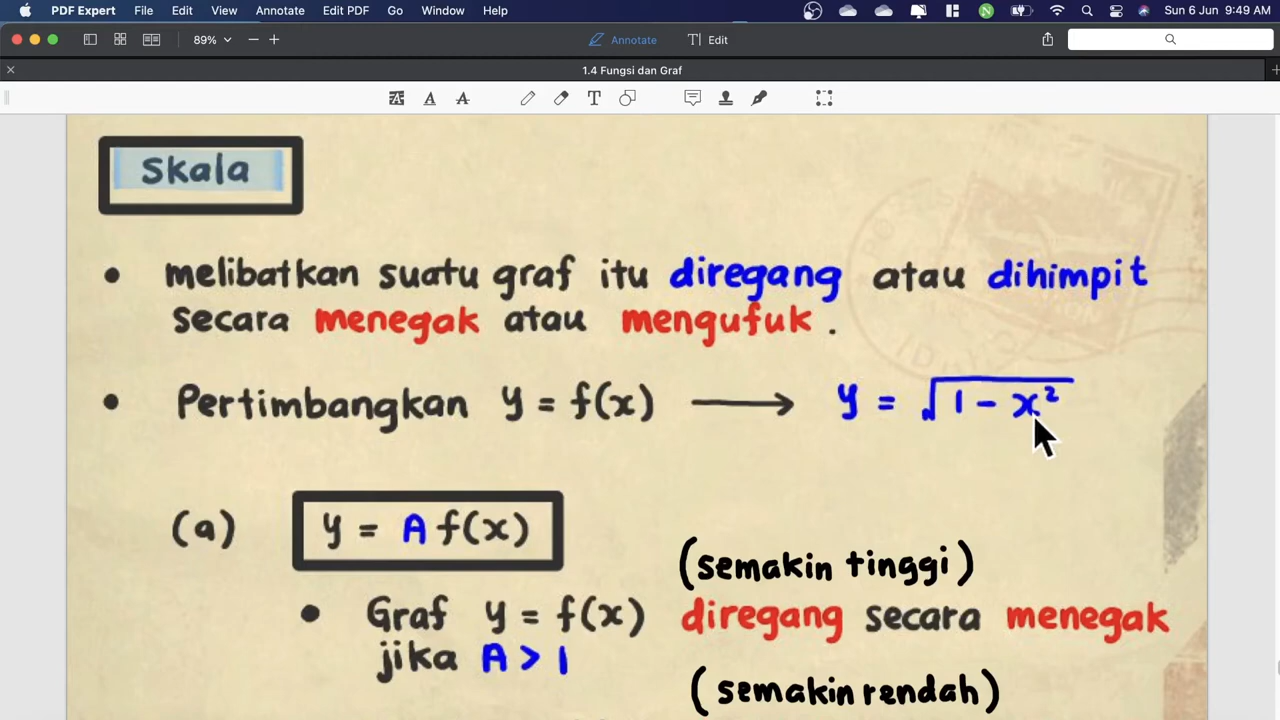 PDF Expert File Edit View Annotate Edit PDF Go Window Help Sun 6 Jun 9:49 AM
89% Annotate Edit
1.4 Fungsi dan Graf
Skala
• melibatkan suatu graf itu diregang atau dihimpit
secara menegak atau mengufuk.
• Pertimbangkan y = f(x) → y = √(1 - x²)
(a) y = A f(x)
(semakin tinggi)
• Graf y = f(x) diregang secara menegak
jika A > 1
(semakin rendah)